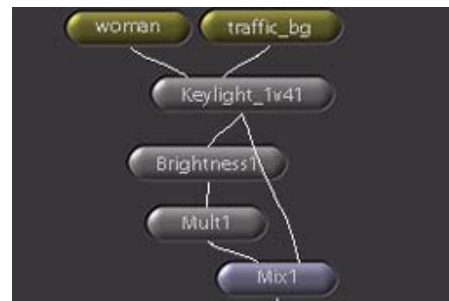 woman
traffic_bg
Keylight_1v41
Brightness1
Mult1
Mix1